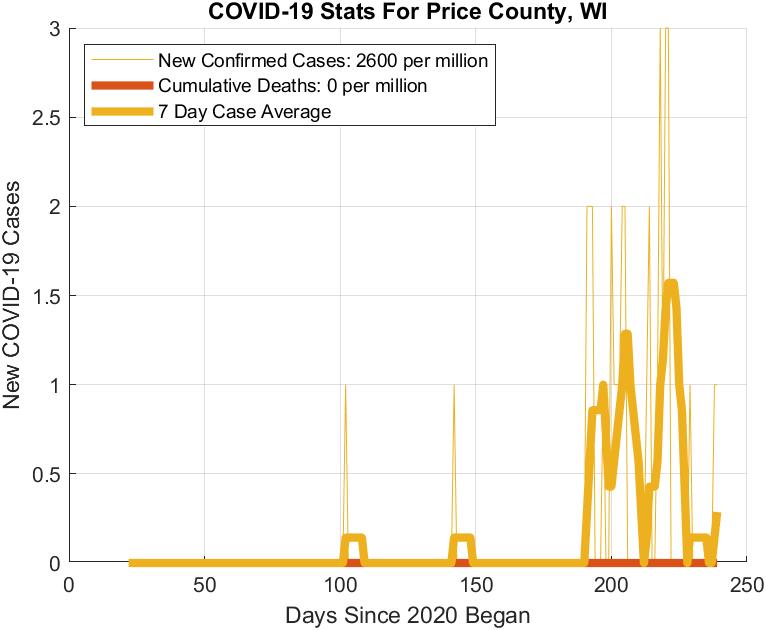 COVID-19 Stats For Price County, WI
New Confirmed Cases: 2600 per million
Cumulative Deaths: 0 per million
7 Day Case Average
New COVID-19 Cases
3
2.5
2
1.5
1
0.5
0
0 50 100 150 200 250
Days Since 2020 Began